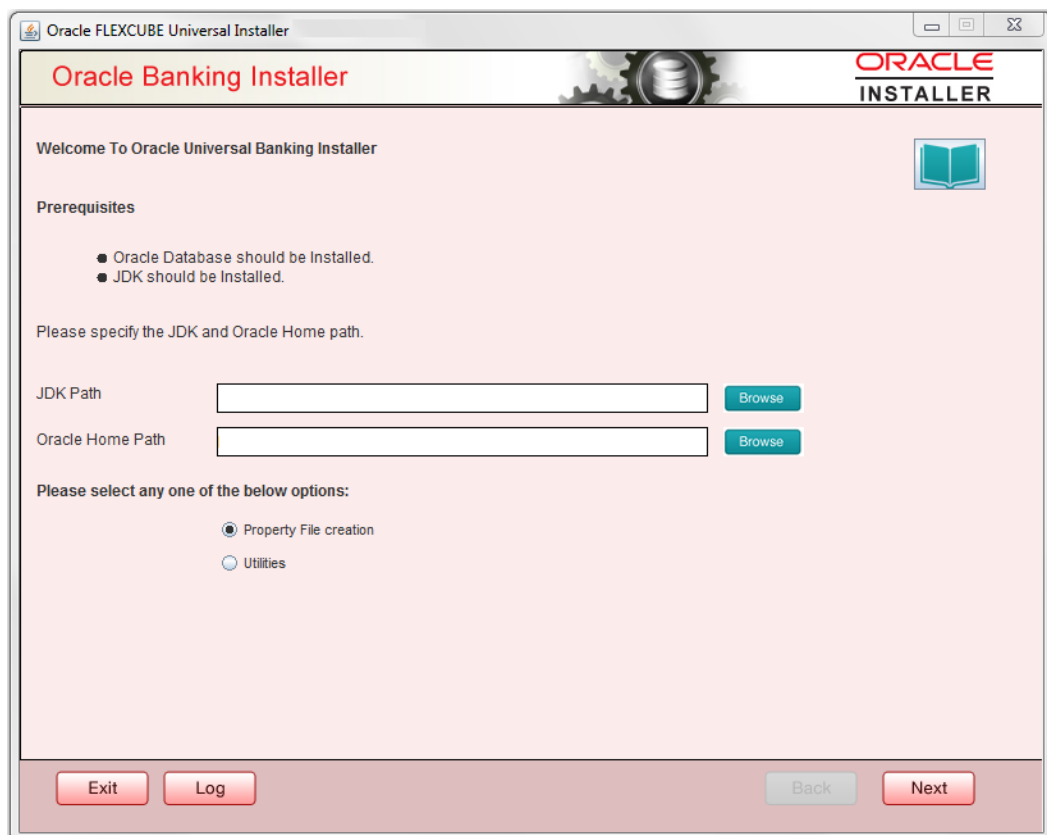 Oracle FLEXCUBE Universal Installer
Oracle Banking Installer
ORACLE
INSTALLER
Welcome To Oracle Universal Banking Installer
Prerequisites
Oracle Database should be Installed.
JDK should be Installed.
Please specify the JDK and Oracle Home path.
JDK Path
Browse
Oracle Home Path
Browse
Please select any one of the below options:
Property File creation
Utilities
Exit
Log
Back
Next